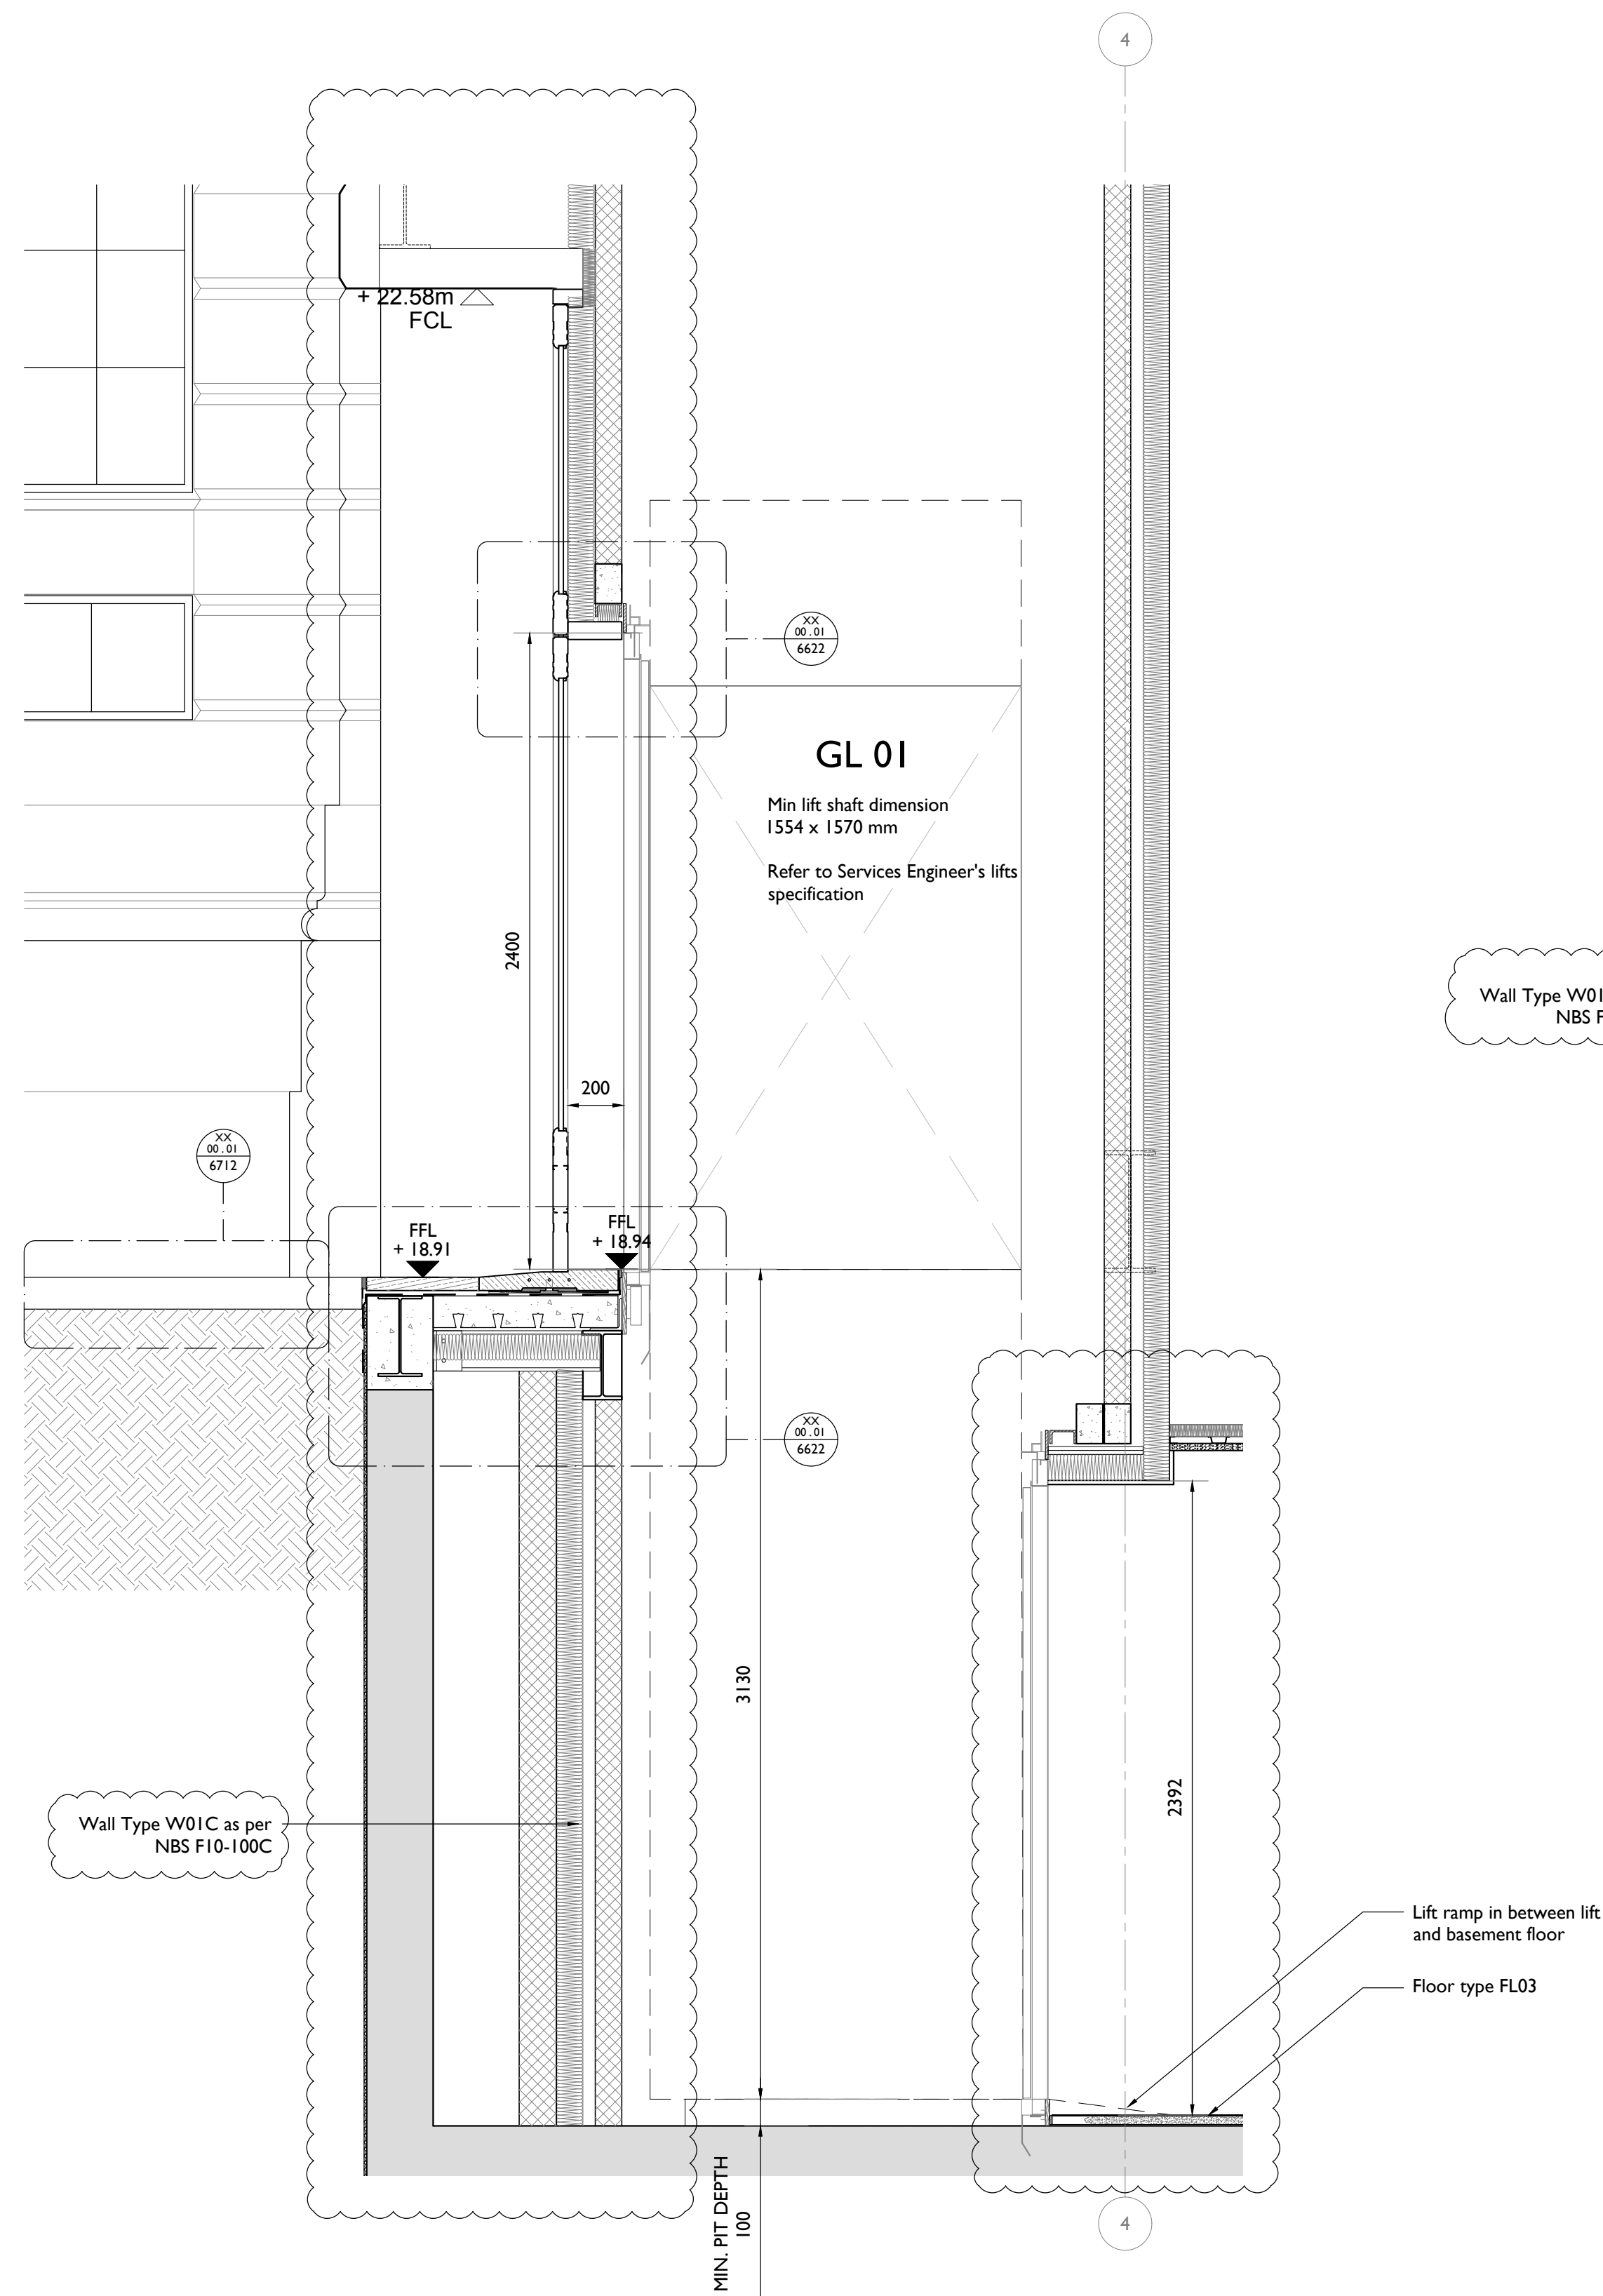 4
+ 22.58m
FCL
XX
00 . 01
6622
GL 01
Min lift shaft dimension
1554 x 1570 mm
Refer to Services Engineer's lifts
specification
2400
Wall Type W01
NBS F
200
XX
00 . 01
6712
FFL
+ 18.91
FFL
+ 18.94
XX
00 . 01
6622
3130
2392
Wall Type W01C as per
NBS F10-100C
Lift ramp in between lift
and basement floor
Floor type FL03
MIN. PIT DEPTH
100
4